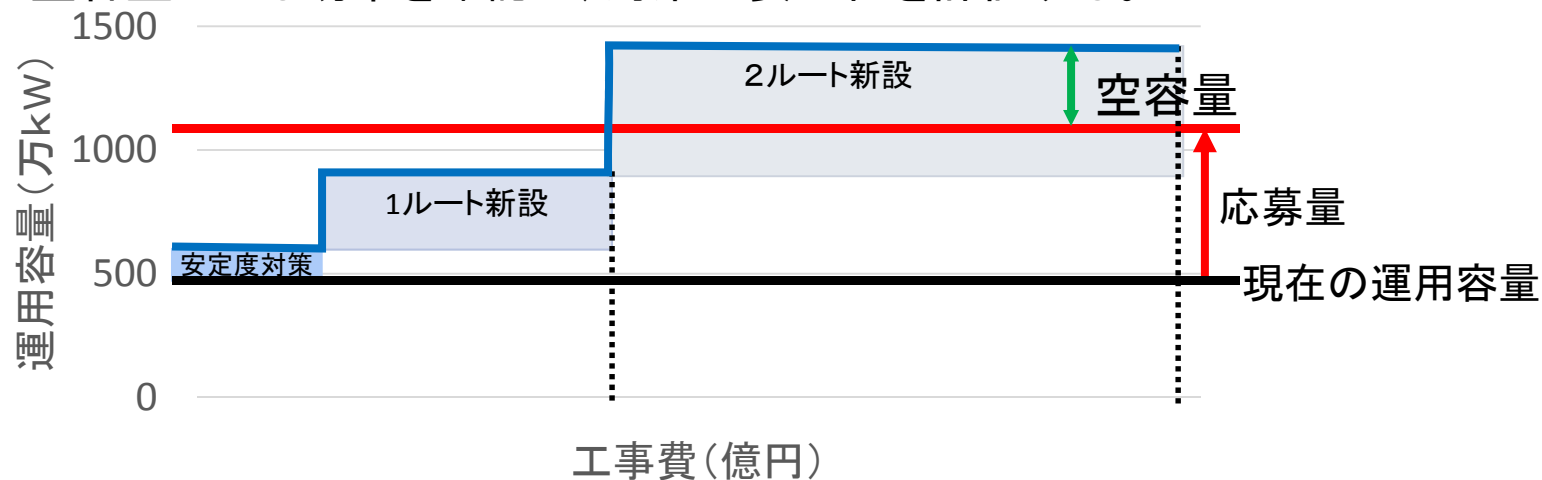 1500
2ルート新設
空容量
1000
1ルート新設
応募量
安定度対策
500
現在の運用容量
0
運用容量(万kW)
工事費(億円)